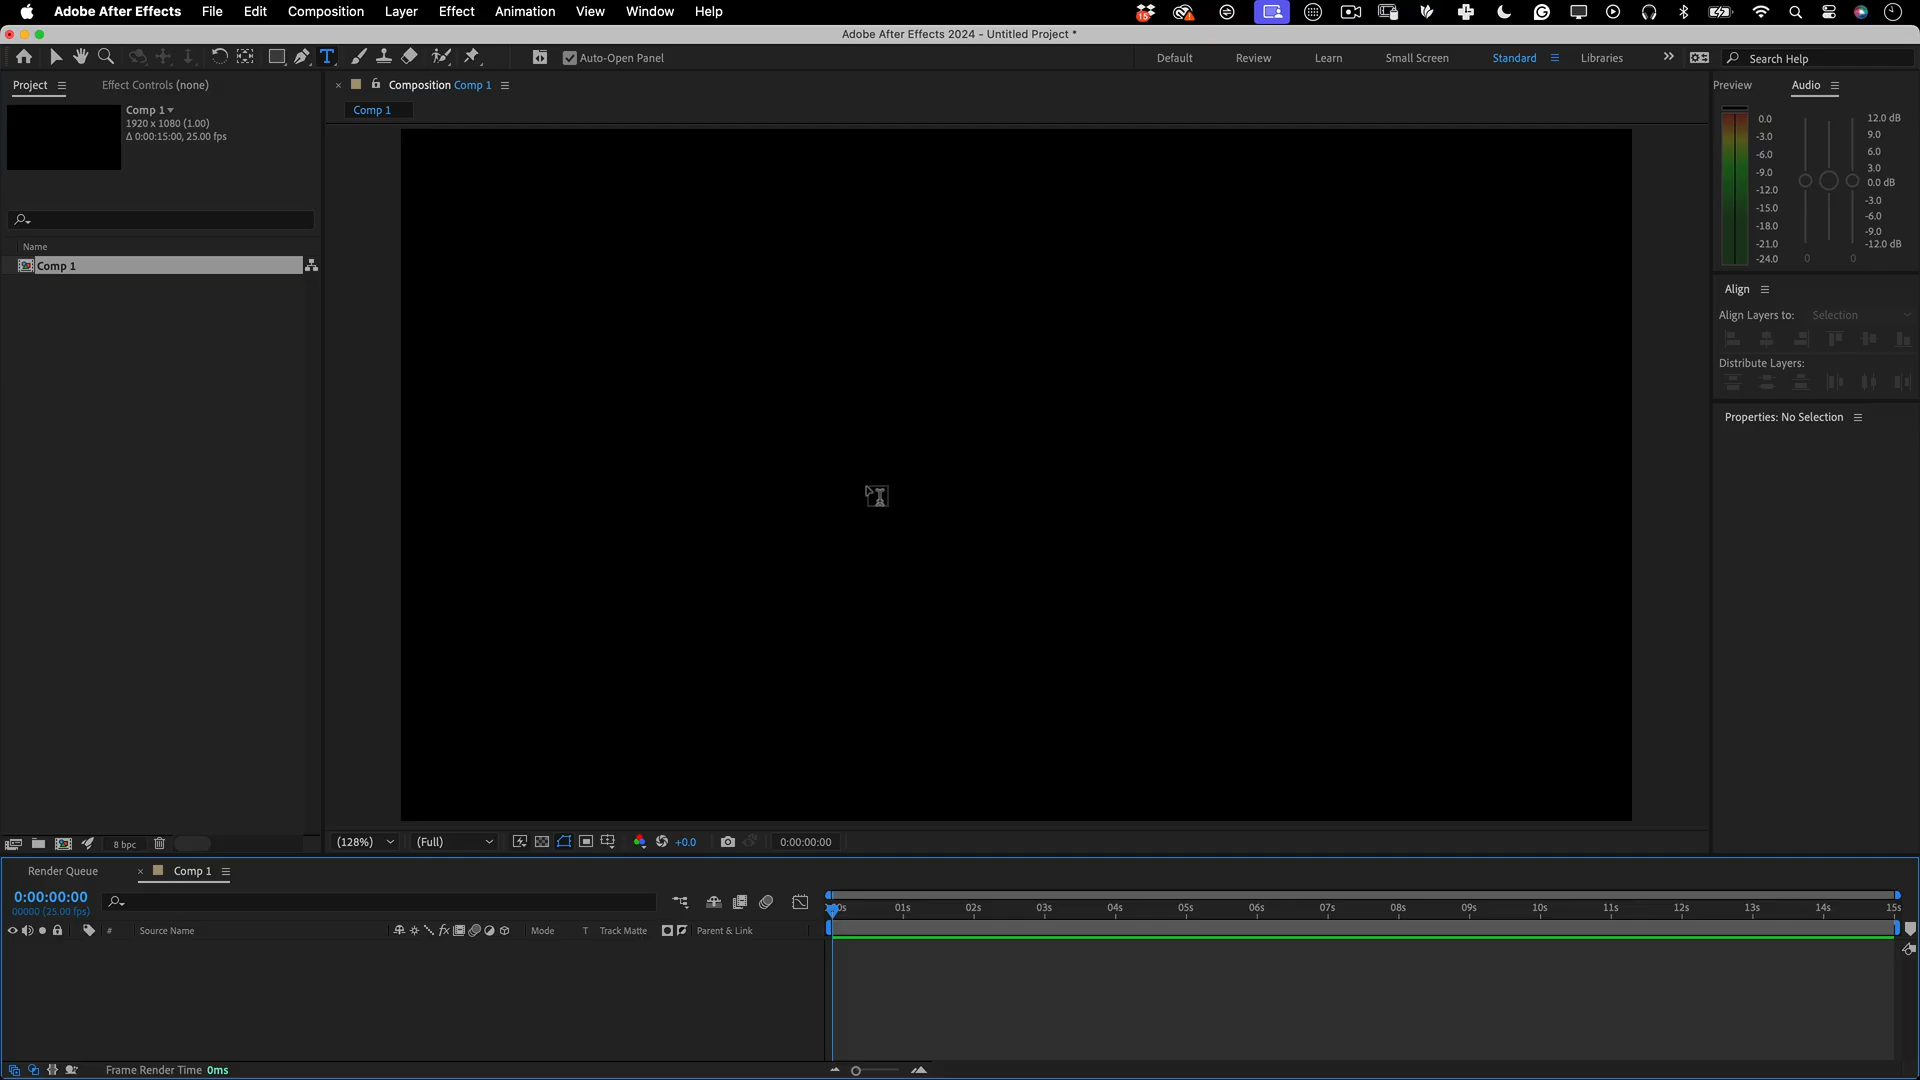 Adobe After Effects File Edit Composition Layer Effect Animation View Window Help
15
Adobe After Effects 2024 - Untitled Project *
T Auto-Open Panel Default Review Learn Small Screen Standard Libraries Search Help
Project Effect Controls (none)
Comp 1
1920 x 1080 (1.00)
Δ 0:00:15:00, 25.00 fps
Name
Comp 1
8 bpc
Composition Comp 1
Comp 1
(128%) (Full) +0.0 0:00:00:00
Preview Audio
0.0
-3.0
-6.0
-9.0
-12.0
-15.0
-18.0
-21.0
-24.0
12.0 dB
9.0
6.0
3.0
0.0 dB
-3.0
-6.0
-9.0
-12.0 dB
0 0
Align
Align Layers to: Selection
Distribute Layers:
Properties: No Selection
Render Queue Comp 1
0:00:00:00
00000 (25.00 fps)
# Source Name fx Mode T Track Matte Parent & Link
01s 02s 03s 04s 05s 06s 07s 08s 09s 10s 11s 12s 13s 14s 15s
Frame Render Time 0ms